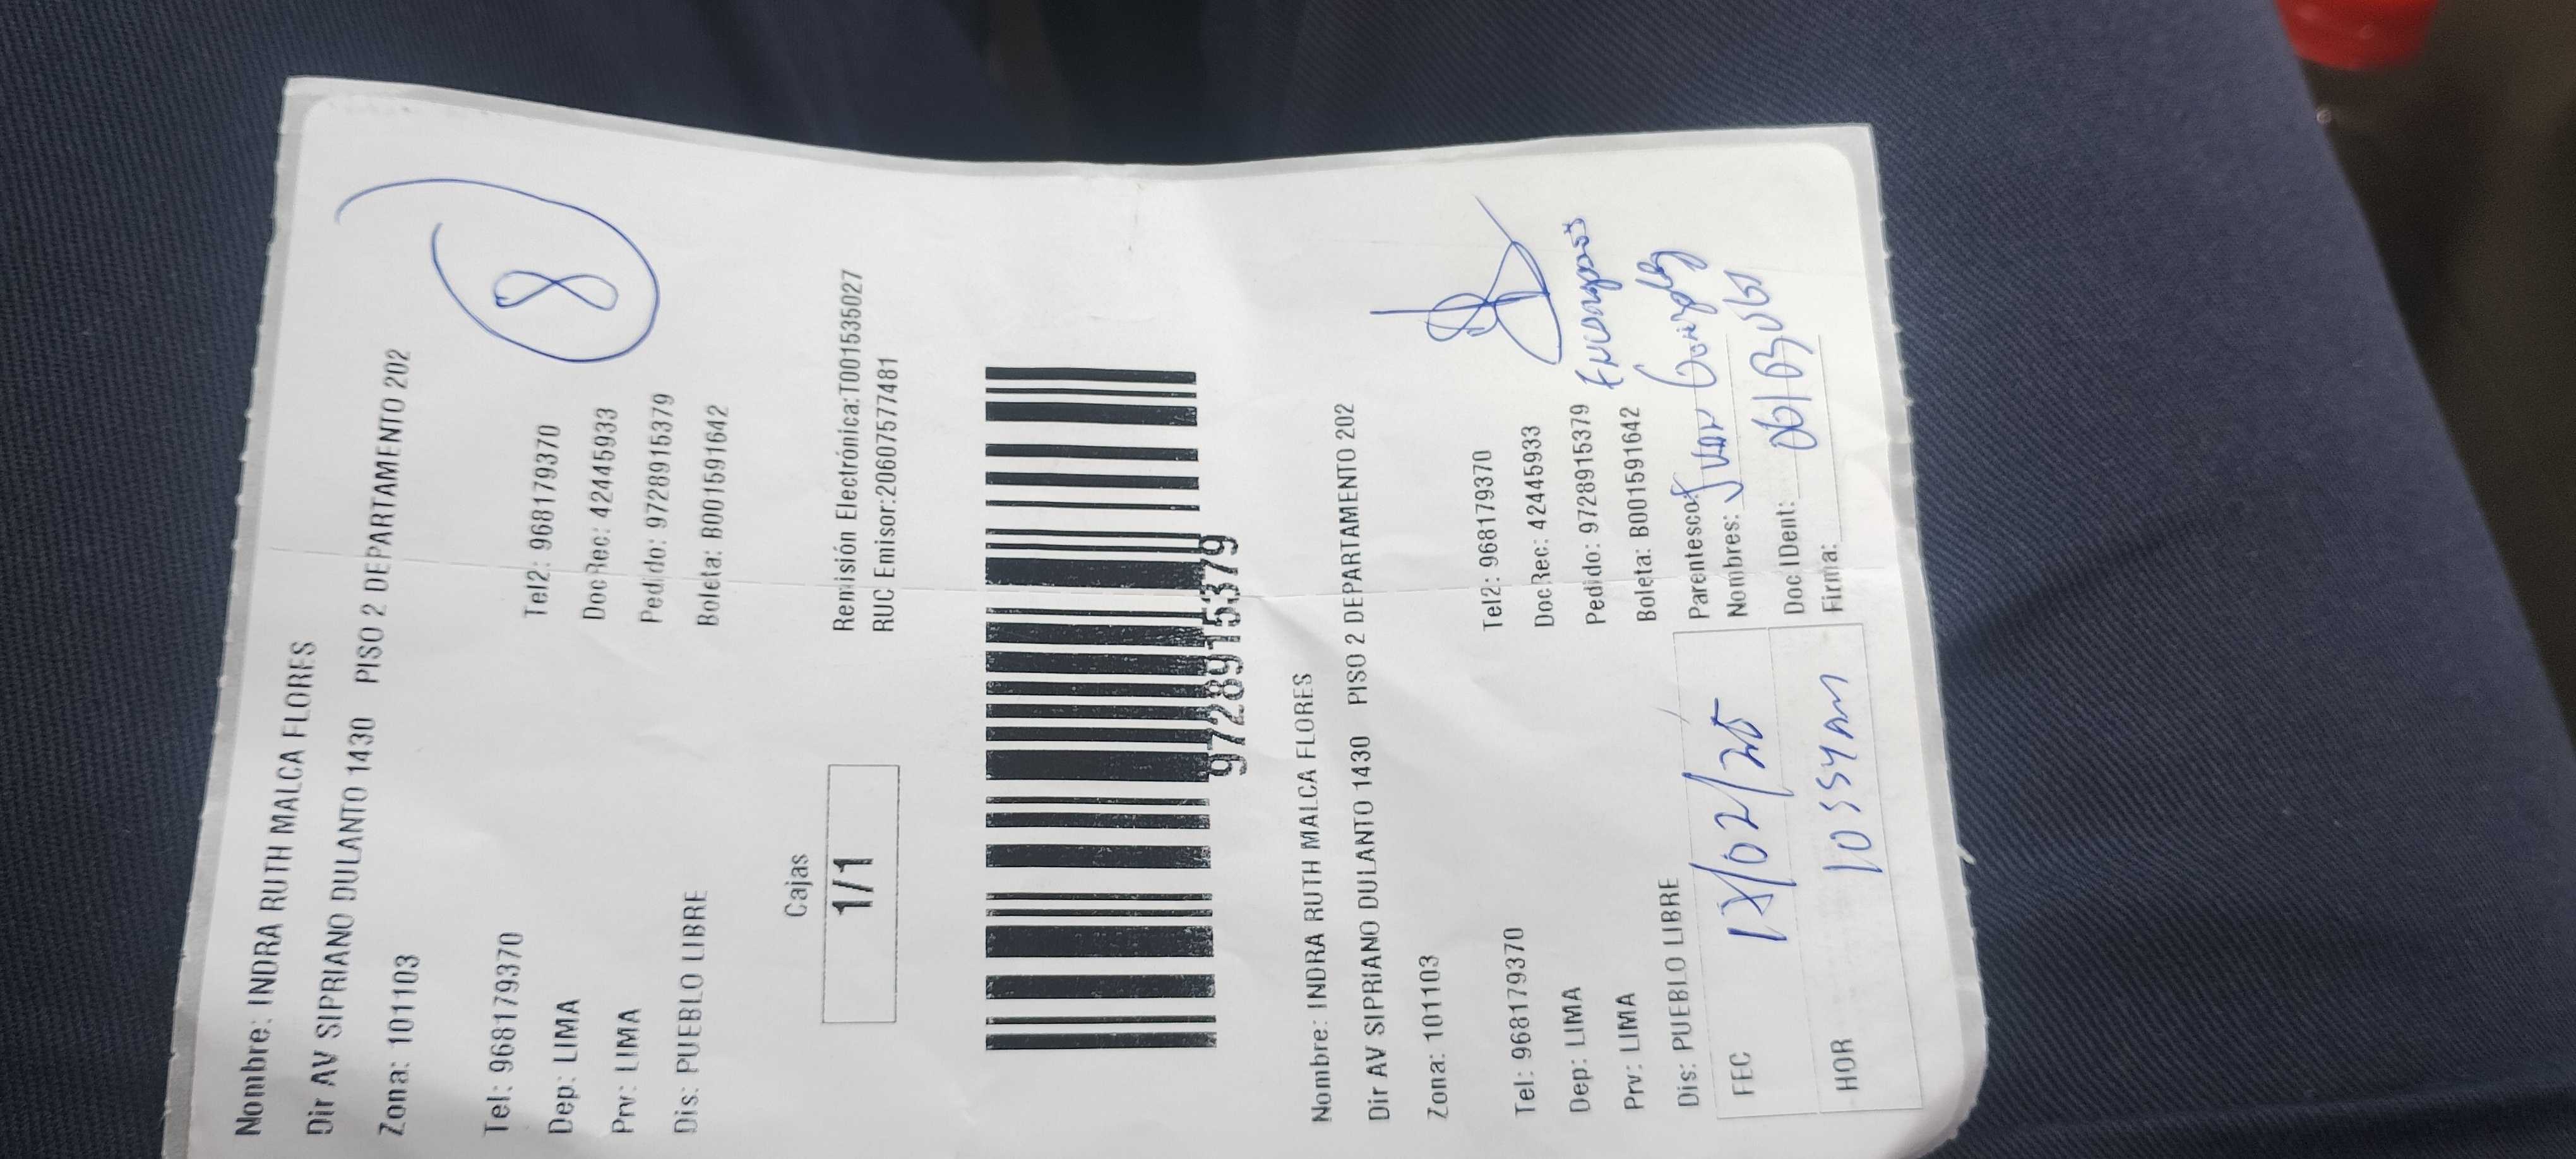 Nombre: INDRA RUTH MALCA FLORES
Dir AV SIPRIANO DULANTO 1430 PISO 2 DEPARTAMENTO 202
Zona: 101103
8
Tel: 968179370 Tel2: 968179370
Dep: LIMA DocRec: 42445933
Prv: LIMA Pedido: 9728915379
Dis: PUEBLO LIBRE Boleta: B001591642
Cajas
1/1
Remisión Electrónica:T001535027
RUC Emisor:20607577481
9728915379
Nombre: INDRA RUTH MALCA FLORES
Dir AV SIPRIANO DULANTO 1430 PISO 2 DEPARTAMENTO 202
Zona: 101103
Tel: 968179370 Tel2: 968179370
Dep: LIMA DocRec: 42445933
Prv: LIMA Pedido: 9728915379
Dis: PUEBLO LIBRE Boleta: B001591642
FEC Parentesco:
Nombres: Juan
HOR Doc IDent:
Firma: